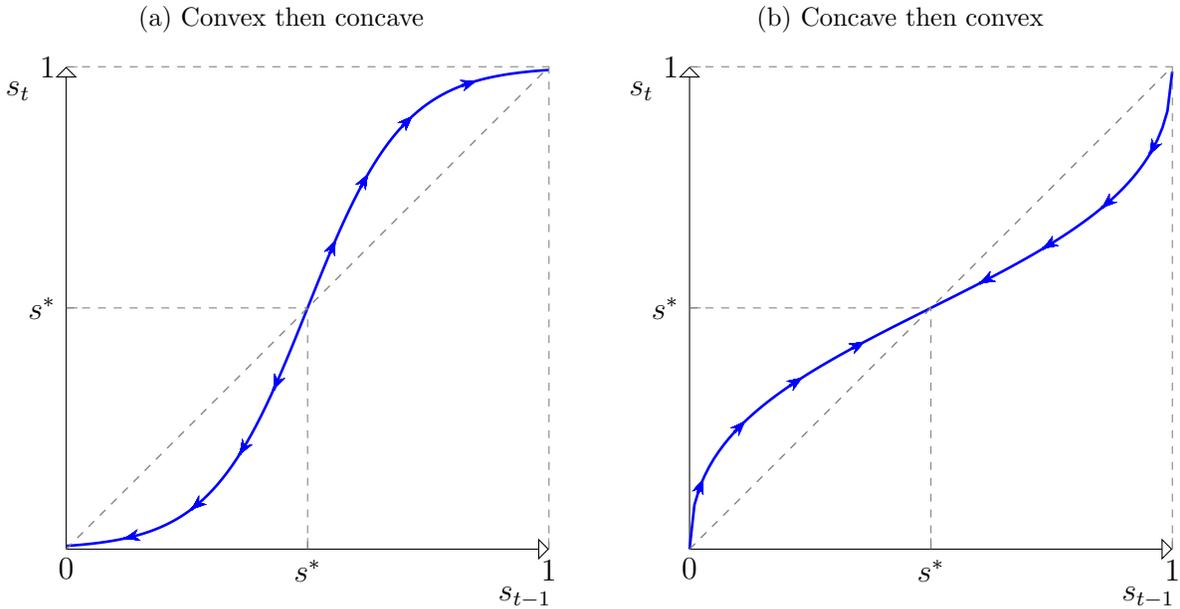 (a) Convex then concave
1
s_t
s*
0
s*
1
s_{t−1}
(b) Concave then convex
1
s_t
s*
0
s*
1
s_{t−1}